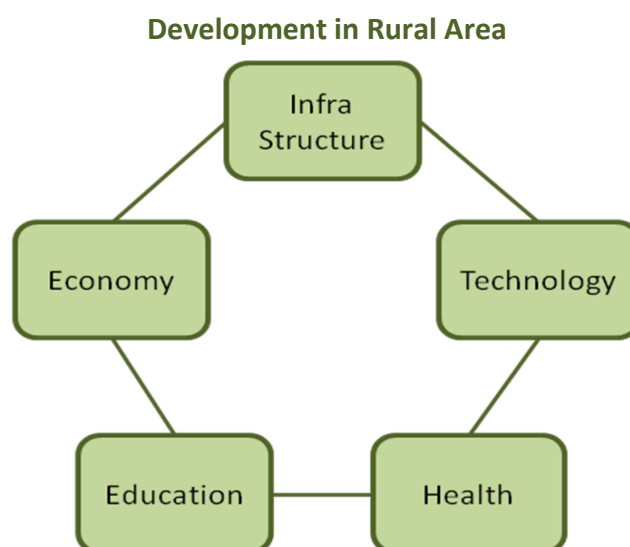 Development in Rural Area
Infra
Structure
Economy
Technology
Education
Health